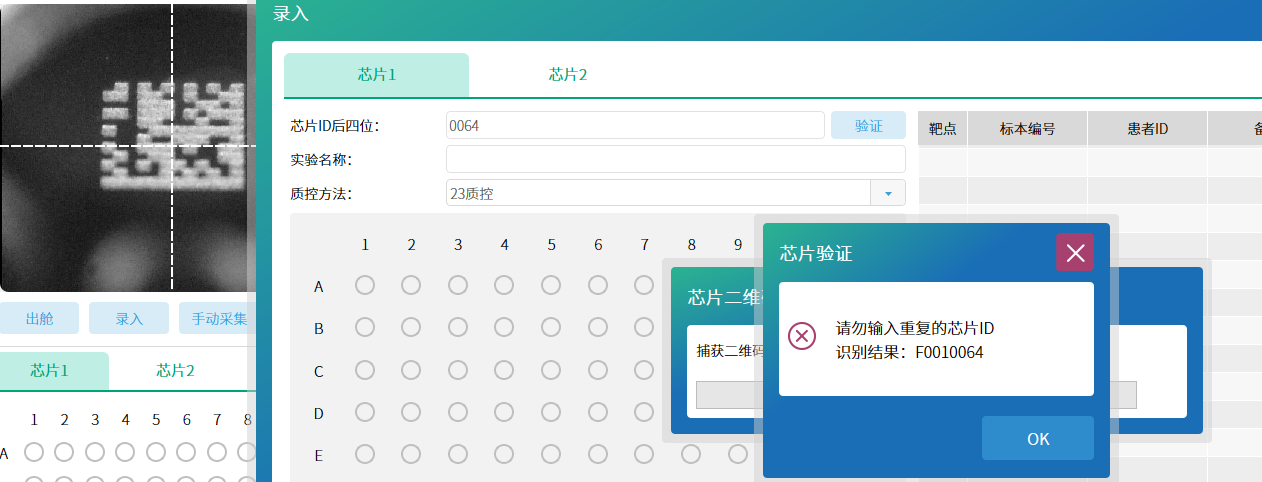 录入
芯片1 芯片2
芯片ID后四位： 0064 验证
实验名称：
质控方法： 23质控
靶点 标本编号 患者ID
1 2 3 4 5 6 7 8 9
A
B
C
D
E
芯片二维
捕获二维码
芯片验证
请勿输入重复的芯片ID
识别结果：F0010064
OK
出舱 录入 手动采集
芯片1 芯片2
1 2 3 4 5 6 7 8
A